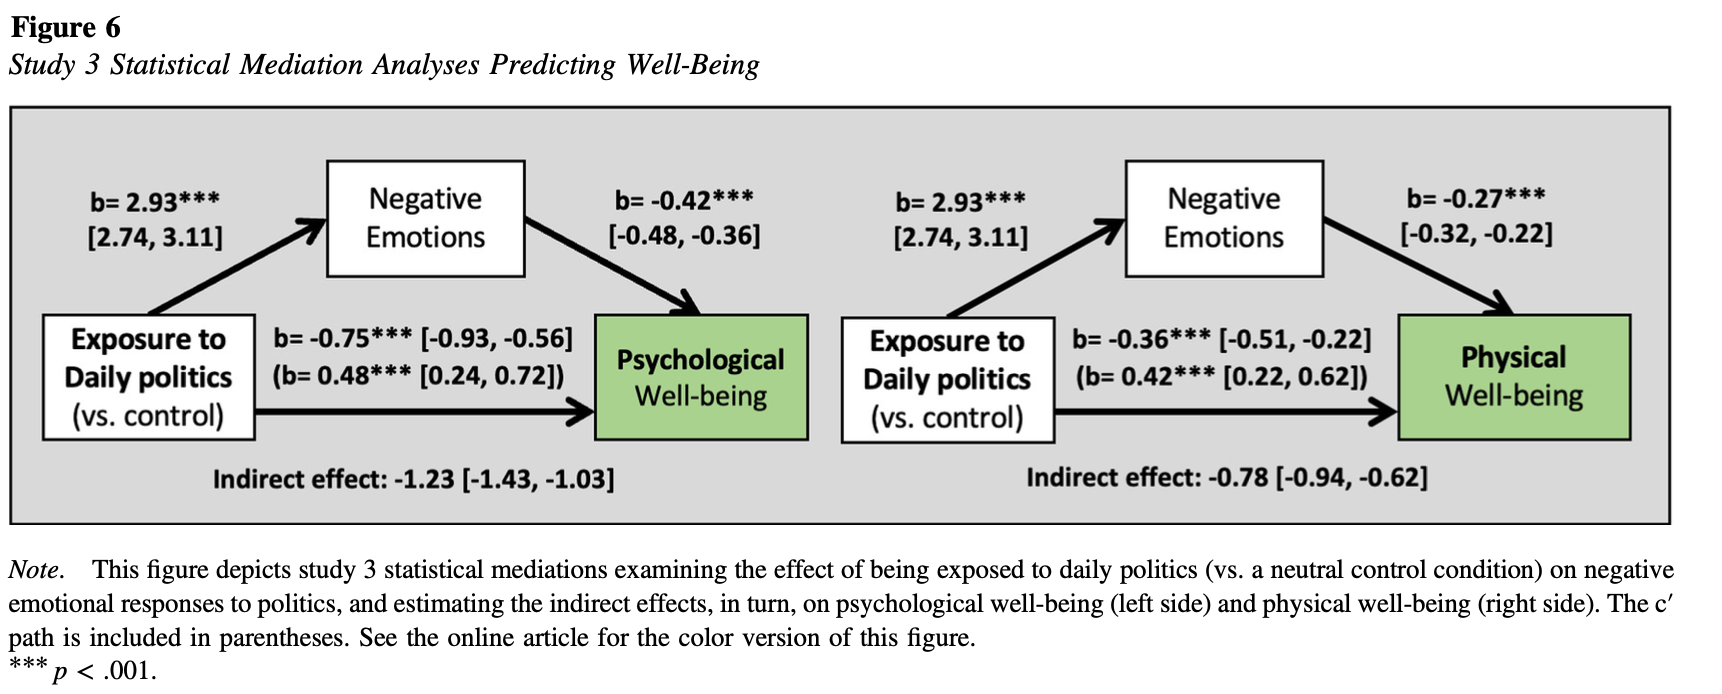 Figure 6
Study 3 Statistical Mediation Analyses Predicting Well-Being
b= 2.93***
[2.74, 3.11]
Negative
Emotions
b= -0.42***
[-0.48, -0.36]
Exposure to
Daily politics
(vs. control)
b= -0.75*** [-0.93, -0.56]
(b= 0.48*** [0.24, 0.72])
Psychological
Well-being
Indirect effect: -1.23 [-1.43, -1.03]
b= 2.93***
[2.74, 3.11]
Negative
Emotions
b= -0.27***
[-0.32, -0.22]
Exposure to
Daily politics
(vs. control)
b= -0.36*** [-0.51, -0.22]
(b= 0.42*** [0.22, 0.62])
Physical
Well-being
Indirect effect: -0.78 [-0.94, -0.62]
Note. This figure depicts study 3 statistical mediations examining the effect of being exposed to daily politics (vs. a neutral control condition) on negative
emotional responses to politics, and estimating the indirect effects, in turn, on psychological well-being (left side) and physical well-being (right side). The c′
path is included in parentheses. See the online article for the color version of this figure.
*** p < .001.